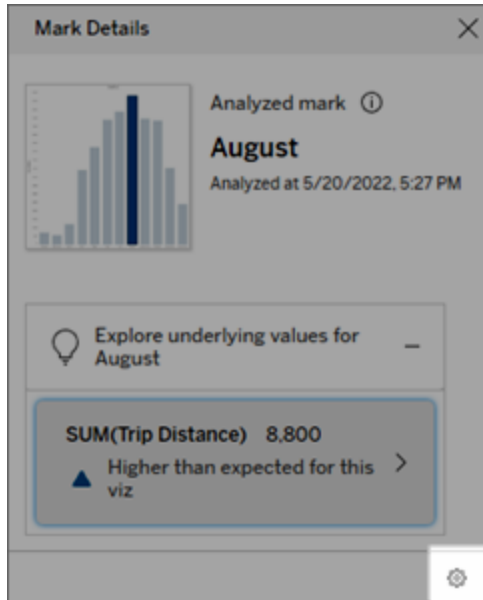 Mark Details
Analyzed mark
August
Analyzed at 5/20/2022, 5:27 PM
Explore underlying values for
August
SUM(Trip Distance) 8,800
Higher than expected for this
viz